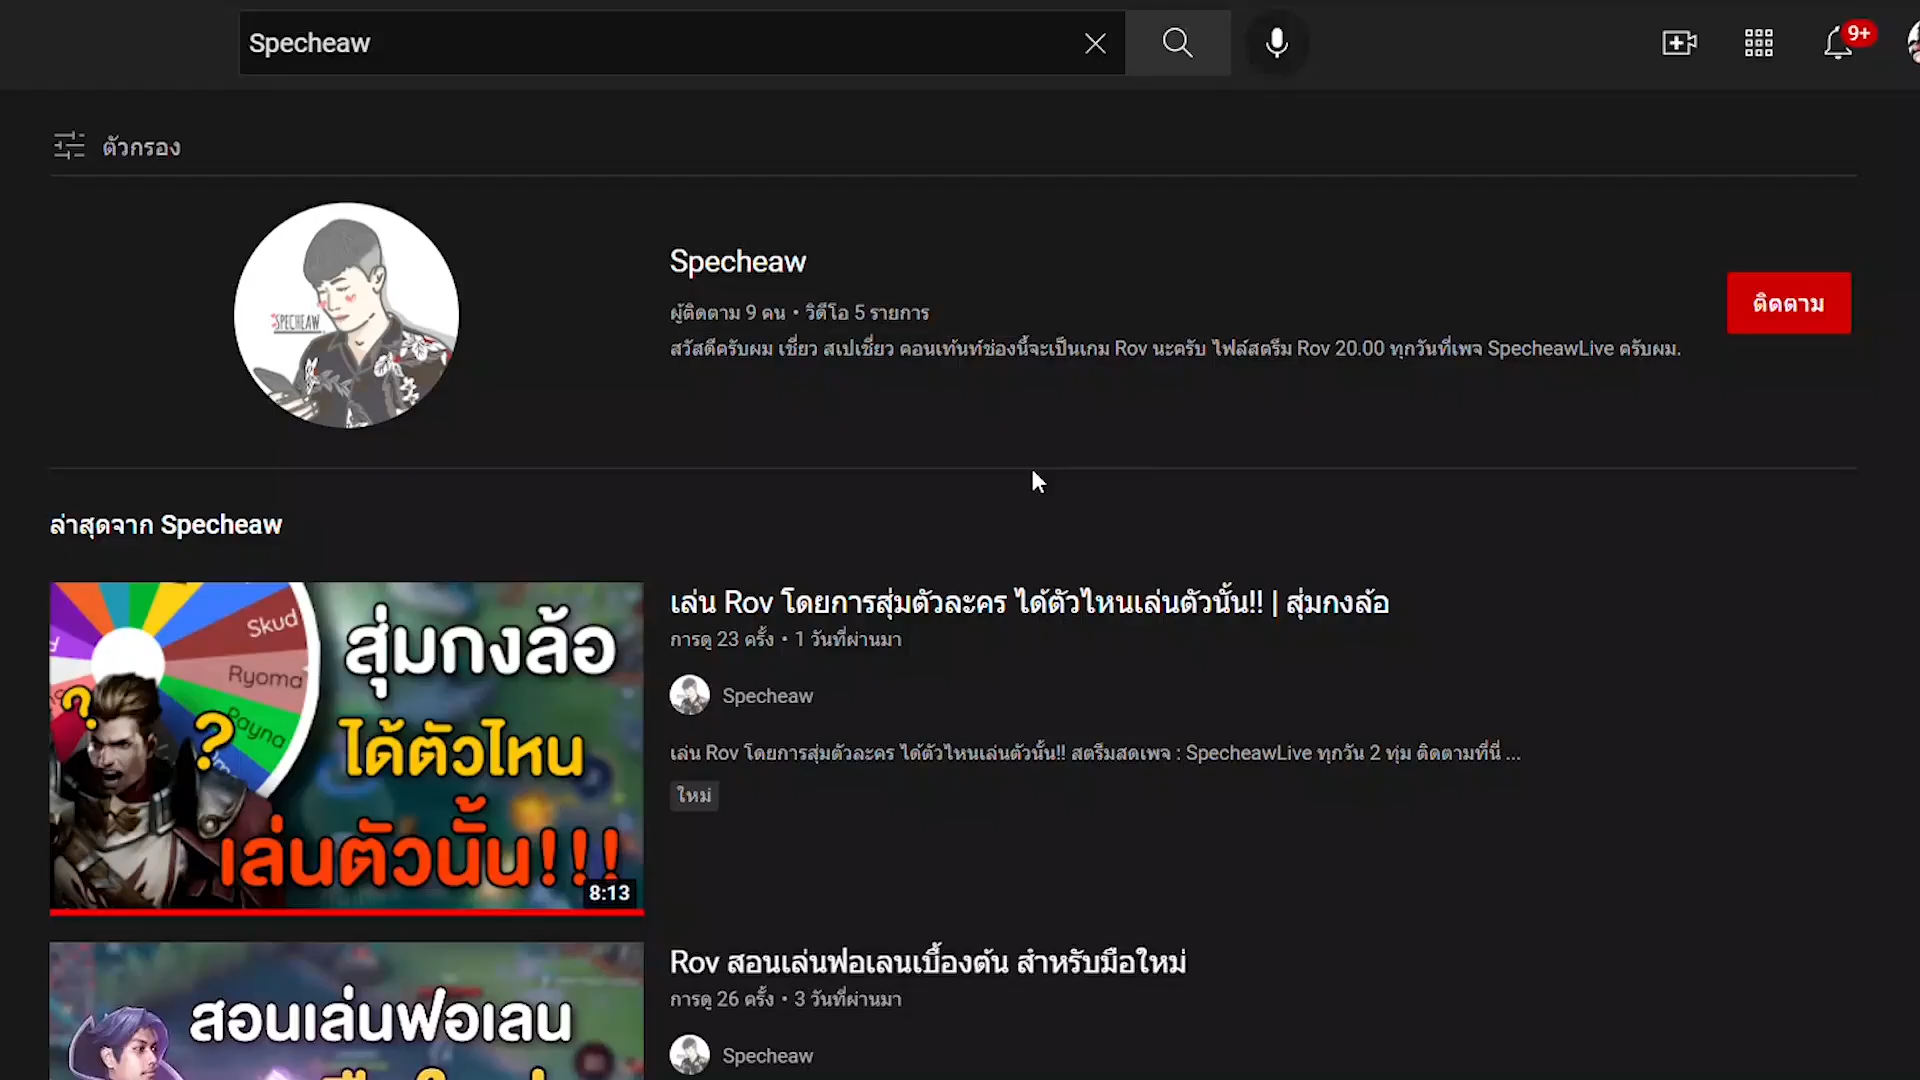 Specheaw
9+
ตัวกรอง
SPECHEAW
Specheaw
ผู้ติดตาม 9 คน • วิดีโอ 5 รายการ
ติดตาม
สวัสดีครับผม เชี่ยว สเปเชี่ยว คอนเท้นท์ช่องนี้จะเป็นเกม Rov นะครับ ไฟล์สตรีม Rov 20.00 ทุกวันที่เพจ SpecheawLive ครับผม.
ล่าสุดจาก Specheaw
Skud
Ryoma
Rayna
สุ่มกงล้อ
?
?
ได้ตัวไหน
เล่นตัวนั้น!!!
8:13
เล่น Rov โดยการสุ่มตัวละคร ได้ตัวไหนเล่นตัวนั้น!! | สุ่มกงล้อ
การดู 23 ครั้ง • 1 วันที่ผ่านมา
Specheaw
เล่น Rov โดยการสุ่มตัวละคร ได้ตัวไหนเล่นตัวนั้น!! สตรีมสดเพจ : SpecheawLive ทุกวัน 2 ทุ่ม ติดตามที่นี่ ...
ใหม่
สอนเล่นฟอเลน
Rov สอนเล่นฟอเลนเบื้องต้น สำหรับมือใหม่
การดู 26 ครั้ง • 3 วันที่ผ่านมา
Specheaw